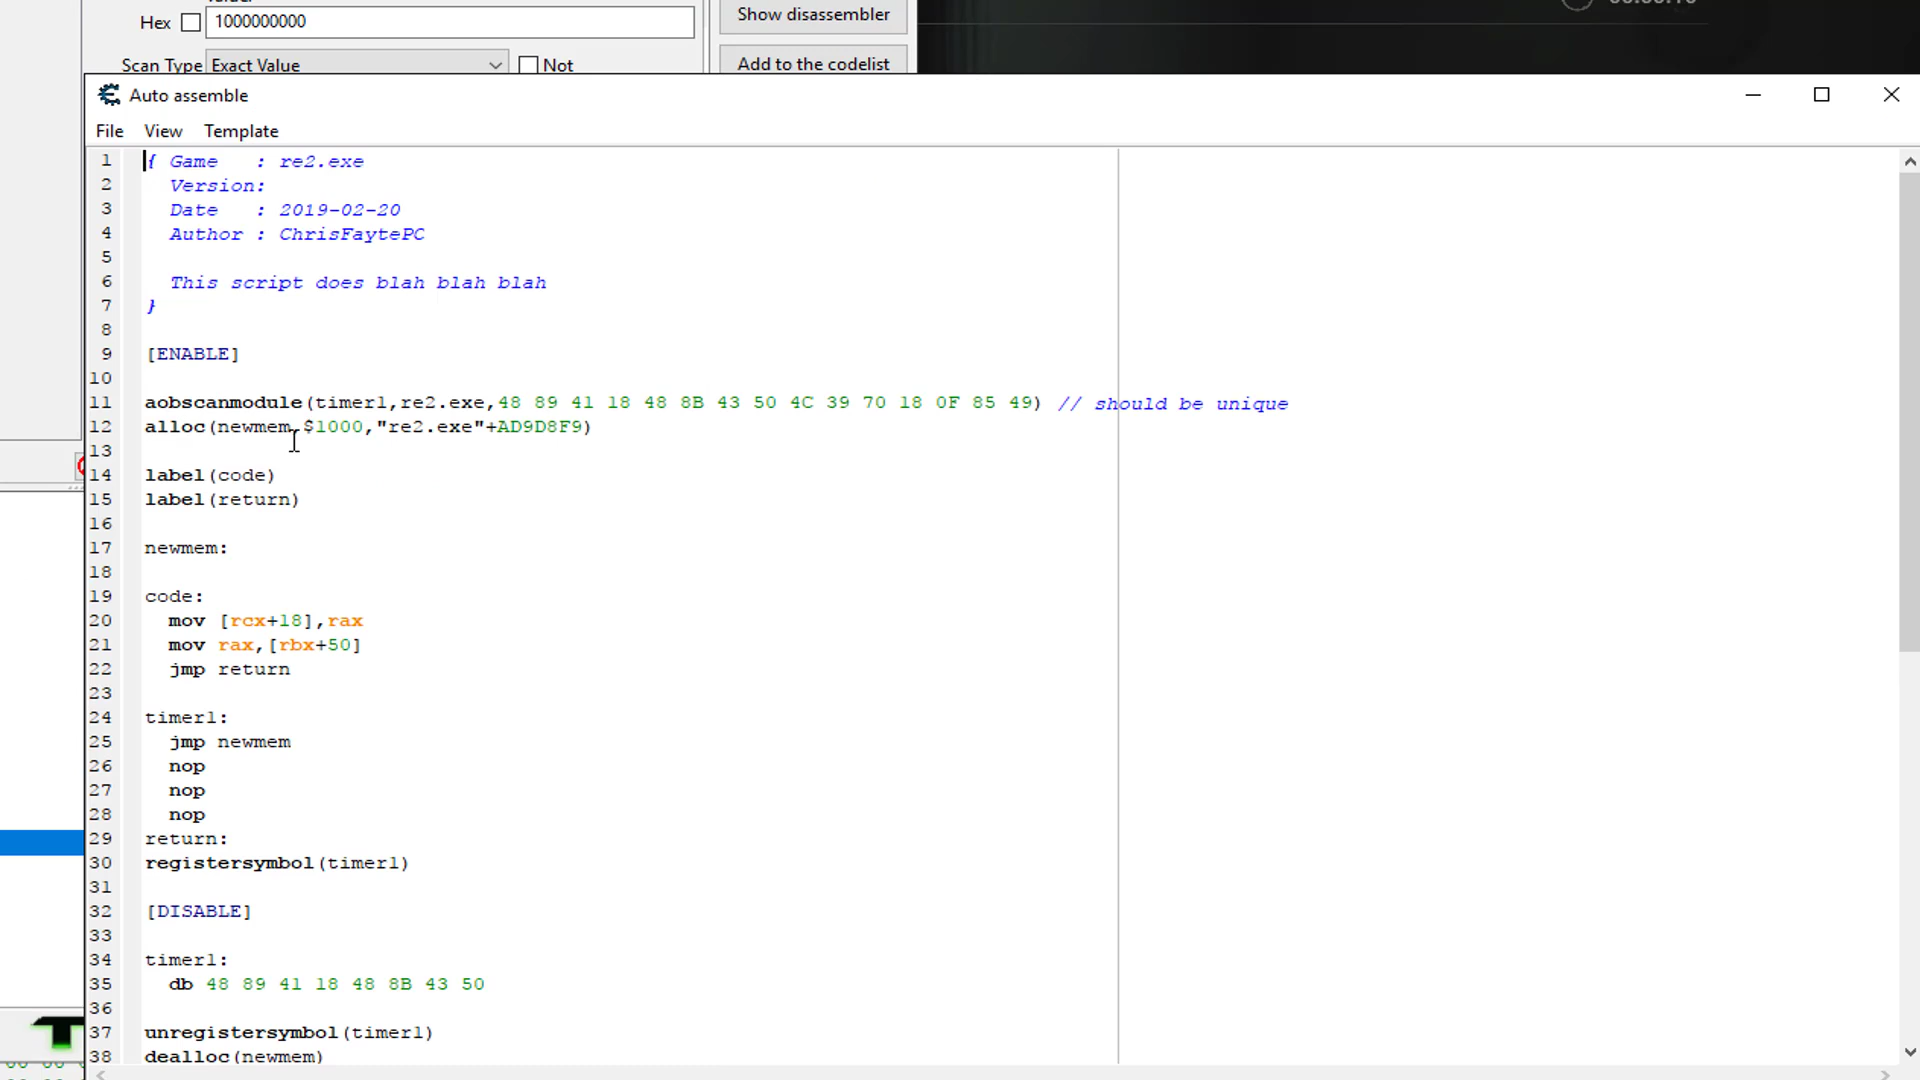 Hex 1000000000
Show disassembler
Scan Type Exact Value Not
Add to the codelist
Auto assemble
File View Template
1 { Game   : re2.exe
2   Version:
3   Date   : 2019-02-20
4   Author : ChrisFaytePC
5
6   This script does blah blah blah
7 }
8
9 [ENABLE]
10
11 aobscanmodule(timer1,re2.exe,48 89 41 18 48 8B 43 50 4C 39 70 18 0F 85 49) // should be unique
12 alloc(newmem,$1000,"re2.exe"+AD9D8F9)
13
14 label(code)
15 label(return)
16
17 newmem:
18
19 code:
20   mov [rcx+18],rax
21   mov rax,[rbx+50]
22   jmp return
23
24 timer1:
25   jmp newmem
26   nop
27   nop
28   nop
29 return:
30 registersymbol(timer1)
31
32 [DISABLE]
33
34 timer1:
35   db 48 89 41 18 48 8B 43 50
36
37 unregistersymbol(timer1)
38 dealloc(newmem)